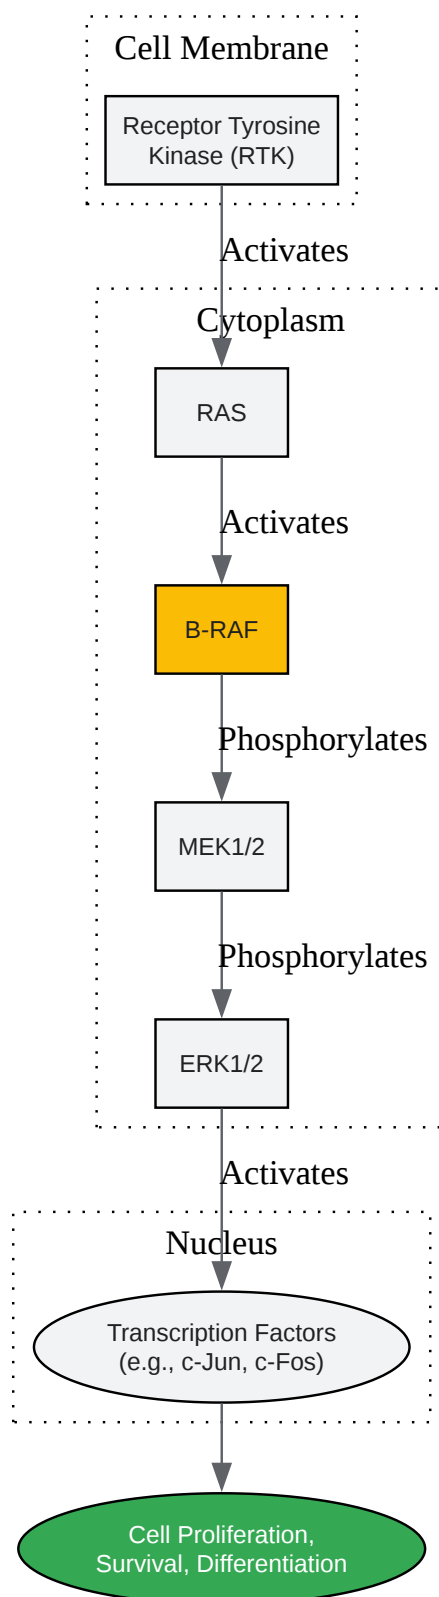 Cell Membrane
Receptor Tyrosine
Kinase (RTK)
Activates
Cytoplasm
RAS
Activates
B-RAF
Phosphorylates
MEK1/2
Phosphorylates
ERK1/2
Activates
Nucleus
Transcription Factors
(e.g., c-Jun, c-Fos)
Cell Proliferation,
Survival, Differentiation